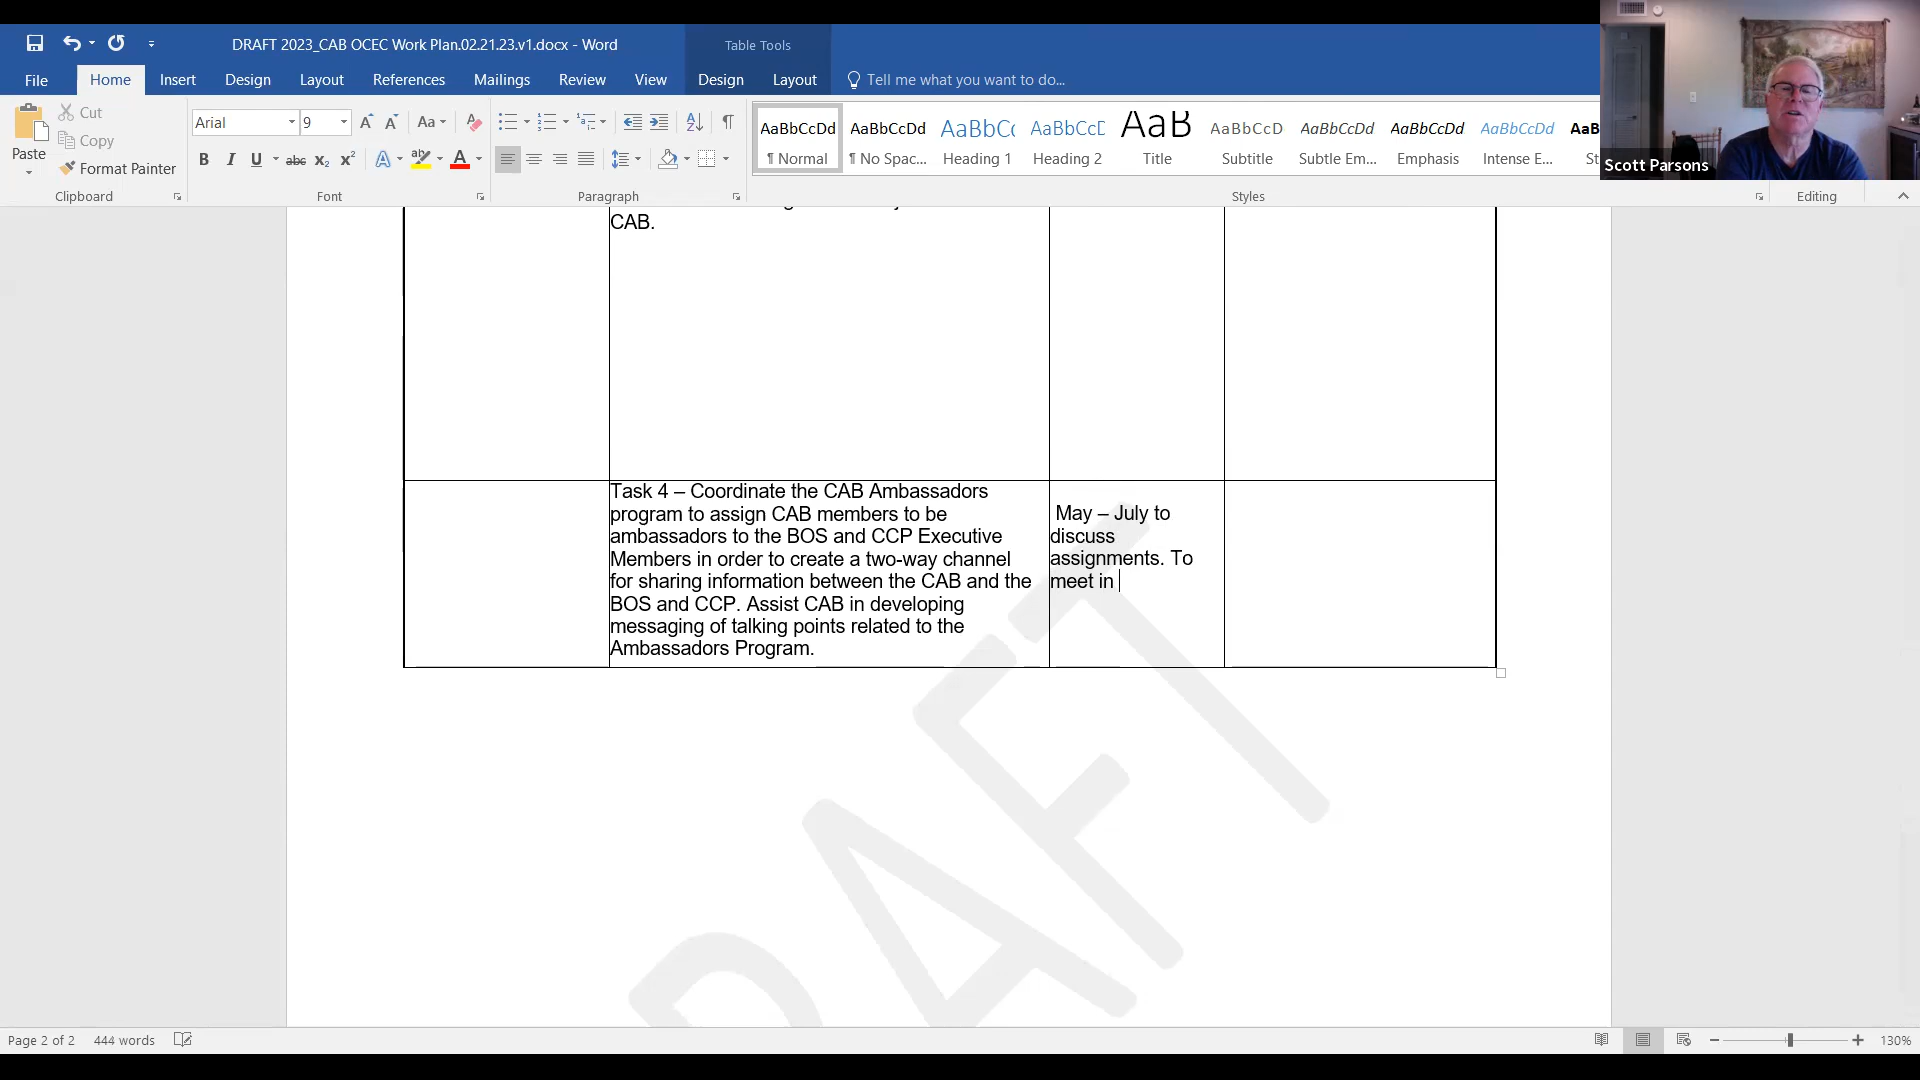 DRAFT 2023_CAB OCEC Work Plan.02.21.23.v1.docx - Word
Table Tools
File
Home
Insert
Design
Layout
References
Mailings
Review
View
Design
Layout
Tell me what you want to do...
Paste
Cut
Copy
Format Painter
Clipboard
Arial
9
Font
Paragraph
AaBbCcDd
¶ Normal
AaBbCcDd
¶ No Spac...
AaBbCc
Heading 1
AaBbCcD
Heading 2
AaB
Title
AaBbCcD
Subtitle
AaBbCcDd
Subtle Em...
AaBbCcDd
Emphasis
AaBbCcDd
Intense E...
AaB
St
Styles
Editing
Scott Parsons
CAB.
Task 4 – Coordinate the CAB Ambassadors
program to assign CAB members to be
ambassadors to the BOS and CCP Executive
Members in order to create a two-way channel
for sharing information between the CAB and the
BOS and CCP. Assist CAB in developing
messaging of talking points related to the
Ambassadors Program.
May – July to
discuss
assignments. To
meet in
DRAFT
Page 2 of 2
444 words
130%